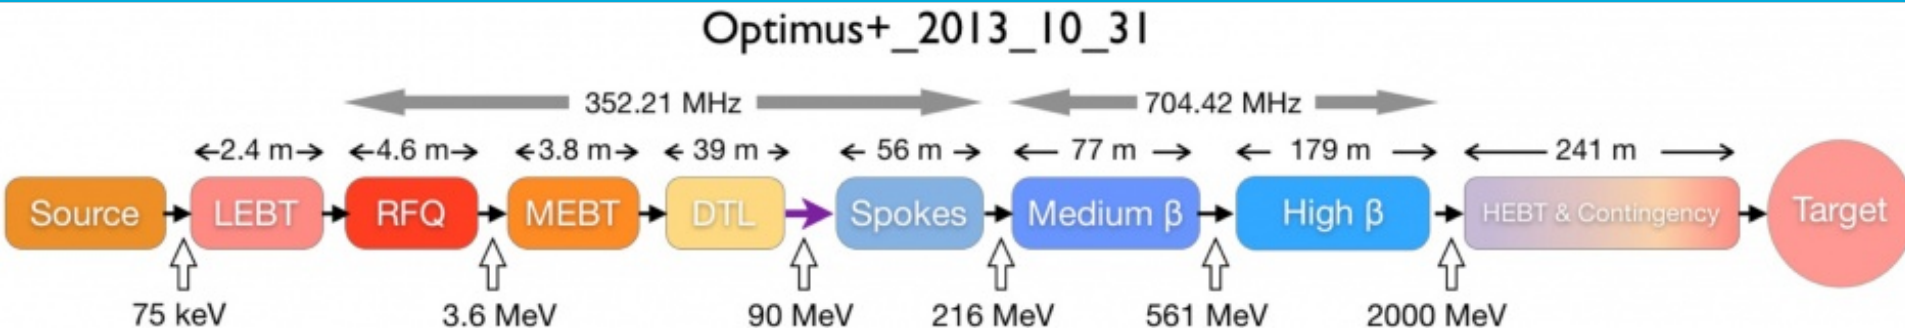 Optimus+_2013_10_31
352.21 MHz 704.42 MHz
2.4 m 4.6 m 3.8 m 39 m 56 m 77 m 179 m 241 m
Source LEBT RFQ MEBT DTL Spokes Medium β High β HEBT & Contingency Target
75 keV 3.6 MeV 90 MeV 216 MeV 561 MeV 2000 MeV